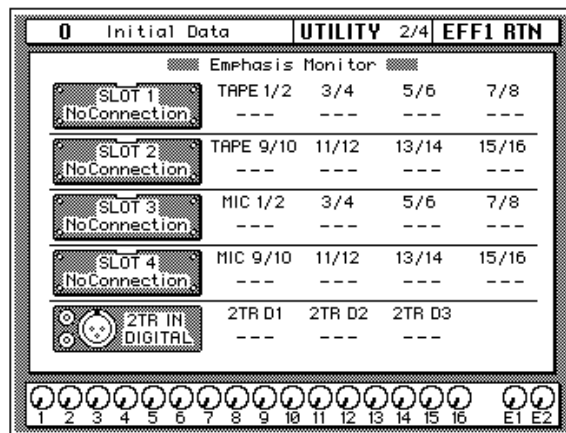 0 Initial Data UTILITY 2/4 EFF1 RTN
Emphasis Monitor
SLOT 1 NoConnection TAPE 1/2 3/4 5/6 7/8
--- --- --- ---
SLOT 2 NoConnection TAPE 9/10 11/12 13/14 15/16
--- --- --- ---
SLOT 3 NoConnection MIC 1/2 3/4 5/6 7/8
--- --- --- ---
SLOT 4 NoConnection MIC 9/10 11/12 13/14 15/16
--- --- --- ---
2TR IN DIGITAL 2TR D1 2TR D2 2TR D3
--- --- ---
1 2 3 4 5 6 7 8 9 10 11 12 13 14 15 16 E1 E2